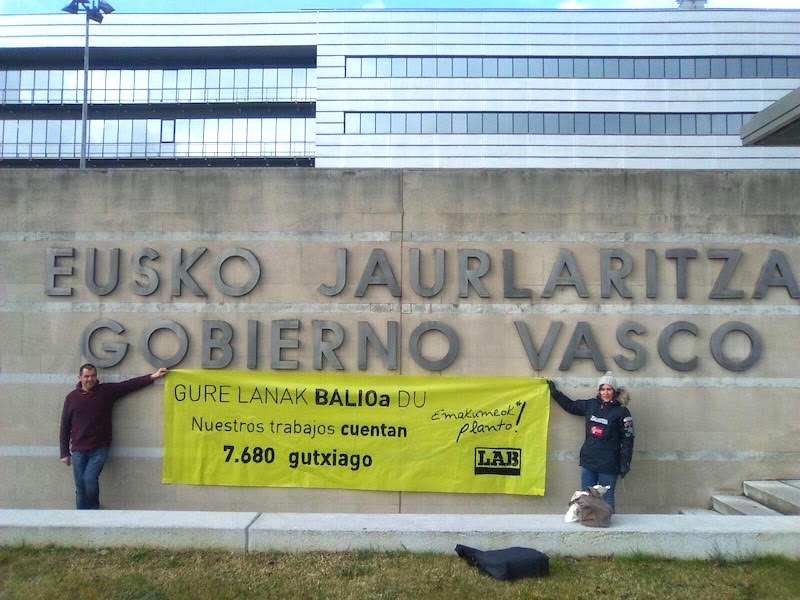 EUSKO JAURLARITZA
GOBIERNO VASCO
GURE LANAK BALIOa DU
Nuestros trabajos cuentan
7.680 gutxiago
Emakumeok
planto!
LAB